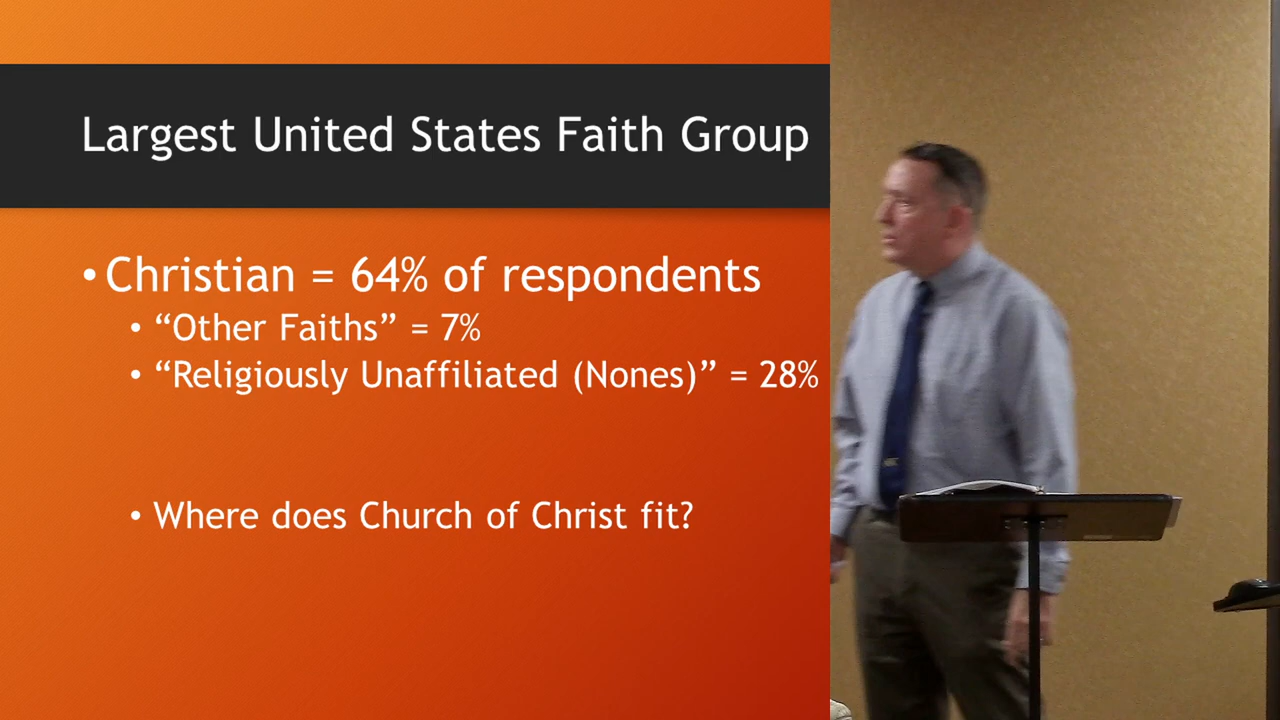 Largest United States Faith Group
• Christian = 64% of respondents
• “Other Faiths” = 7%
• “Religiously Unaffiliated (Nones)” = 28%
• Where does Church of Christ fit?